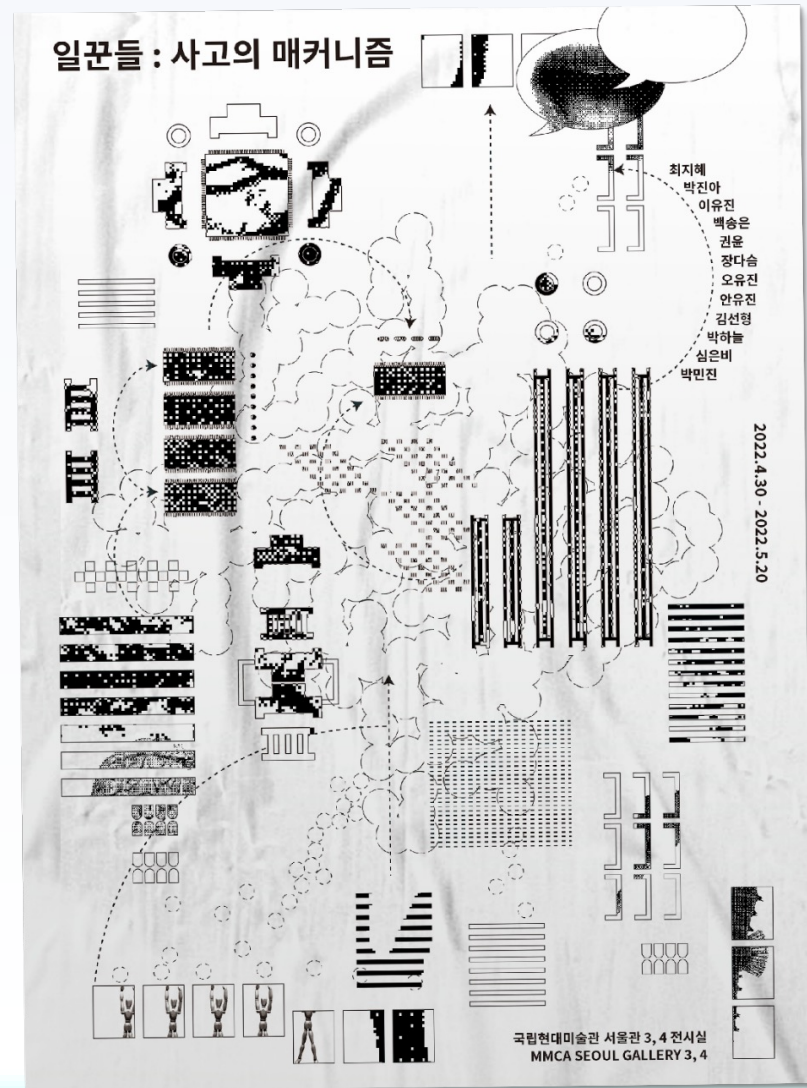 일꾼들 : 사고의 매커니즘
최지혜
박진아
이유진
백송은
권윤
장다슴
오유진
안유진
김선형
박하늘
심은비
박민진
2022.4.30 - 2022.5.20
국립현대미술관 서울관 3, 4 전시실
MMCA SEOUL GALLERY 3, 4